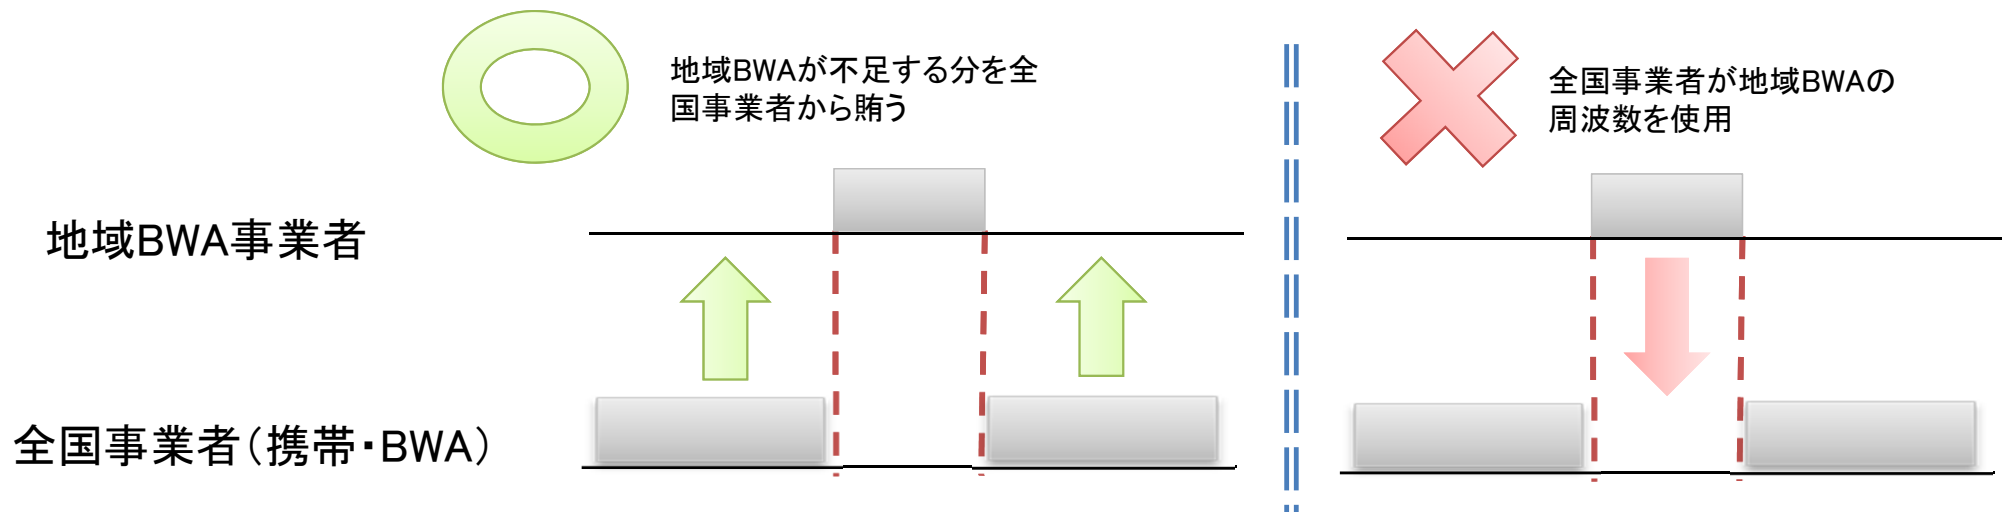 地域BWAが不足する分を全
国事業者から賄う
全国事業者が地域BWAの
周波数を使用
地域BWA事業者
全国事業者(携帯・BWA)